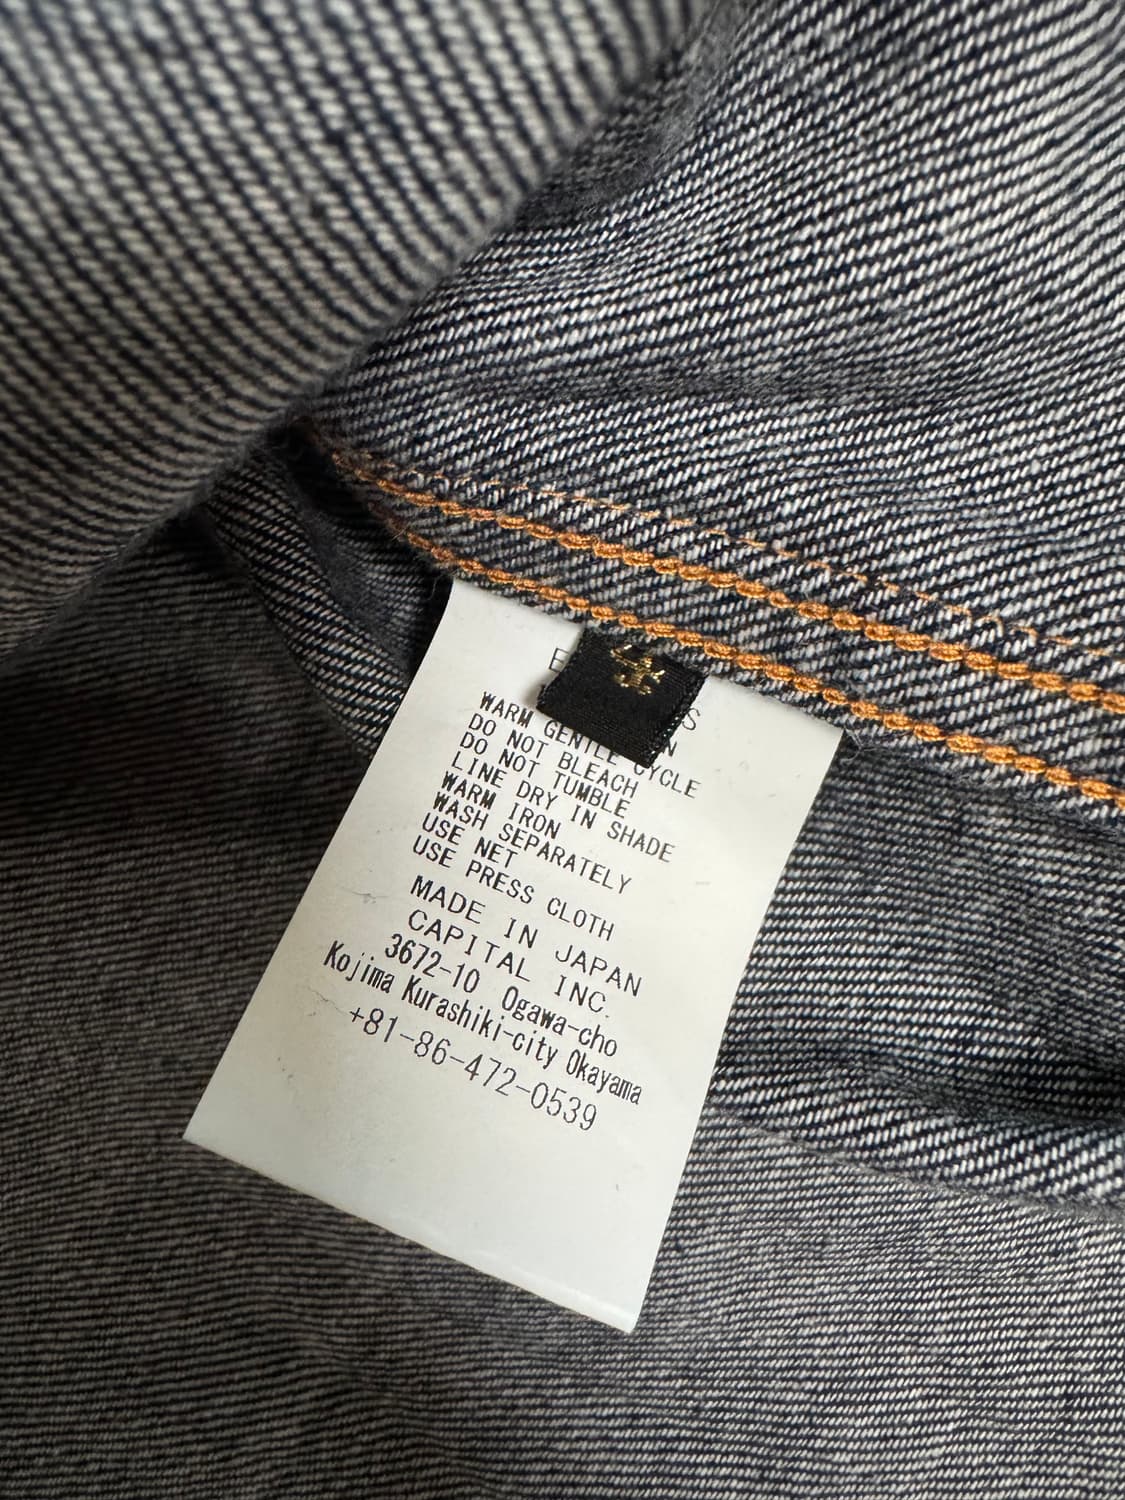 WARM GENTLE CYCLE
DO NOT BLEACH
DO NOT TUMBLE
LINE DRY IN SHADE
WARM IRON
WASH SEPARATELY
USE NET
USE PRESS CLOTH
MADE IN JAPAN
CAPITAL INC.
3672-10 Ogawa-cho
Kojima Kurashiki-city Okayama
+81-86-472-0539